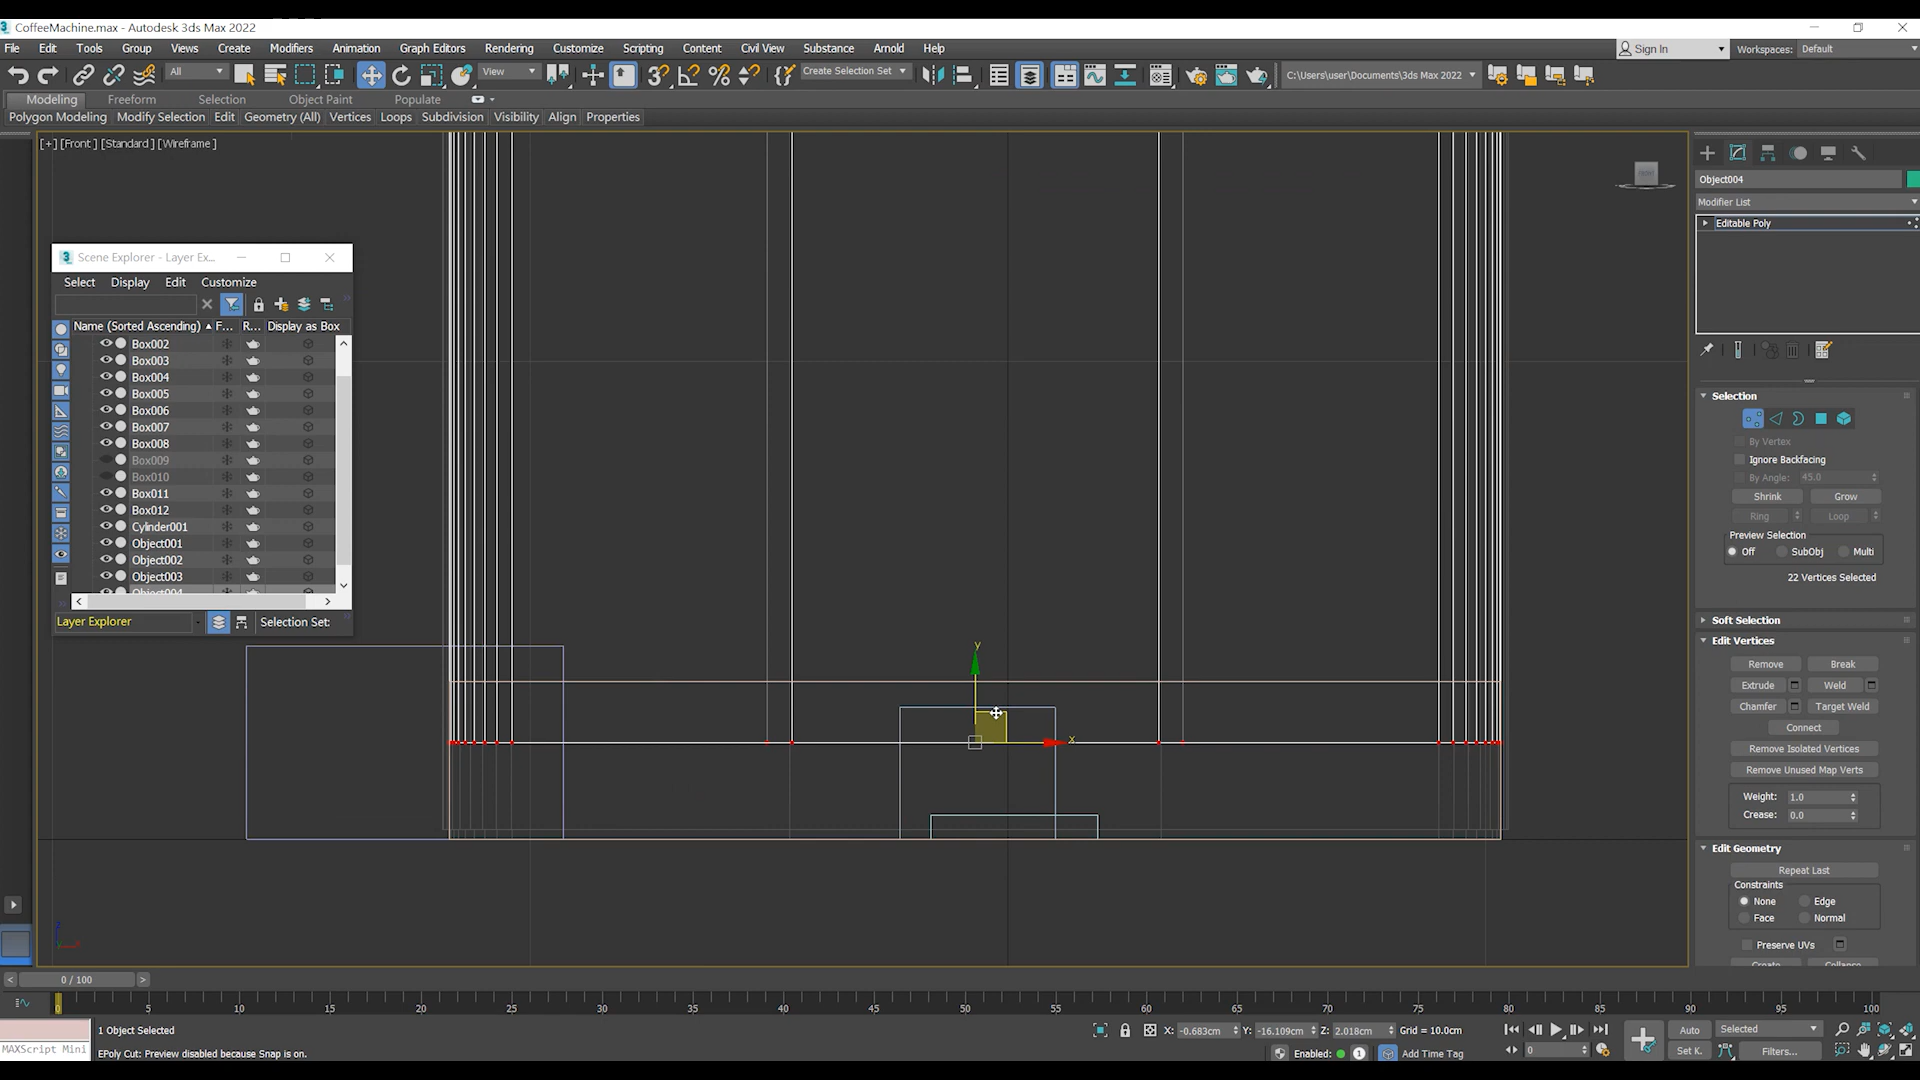 CoffeeMachine.max - Autodesk 3ds Max 2022
File Edit Tools Group Views Create Modifiers Animation Graph Editors Rendering Customize Scripting Content Civil View Substance Arnold Help
Sign In Workspaces: Default
All View Create Selection Set C:\Users\user\Documents\3ds Max 2022
Modeling Freeform Selection Object Paint Populate
Polygon Modeling Modify Selection Edit Geometry (All) Vertices Loops Subdivision Visibility Align Properties
[+] [Front ] [Standard ] [Wireframe ]
Object004
Modifier List
Editable Poly
Scene Explorer - Layer Ex...
Select Display Edit Customize
Name (Sorted Ascending) F... R... Display as Box
Box002
Box003
Box004
Box005
Box006
Box007
Box008
Box009
Box010
Box011
Box012
Cylinder001
Object001
Object002
Object003
Object004
Layer Explorer Selection Set:
y
x
Selection
By Vertex
Ignore Backfacing
By Angle: 45.0
Shrink Grow
Ring Loop
Preview Selection
Off SubObj Multi
22 Vertices Selected
Soft Selection
Edit Vertices
Remove Break
Extrude Weld
Chamfer Target Weld
Connect
Remove Isolated Vertices
Remove Unused Map Verts
Weight: 1.0
Crease: 0.0
Edit Geometry
Repeat Last
Constraints
None Edge
Face Normal
Preserve UVs
Create Collapse
0 / 100
0 5 10 15 20 25 30 35 40 45 50 55 60 65 70 75 80 85 90 95 100
1 Object Selected X: -0.683cm Y: -16.109cm Z: 2.018cm Grid = 10.0cm Auto Selected
MAXScript Mini EPoly Cut: Preview disabled because Snap is on. Enabled: 1 Add Time Tag 0 Set K. Filters...